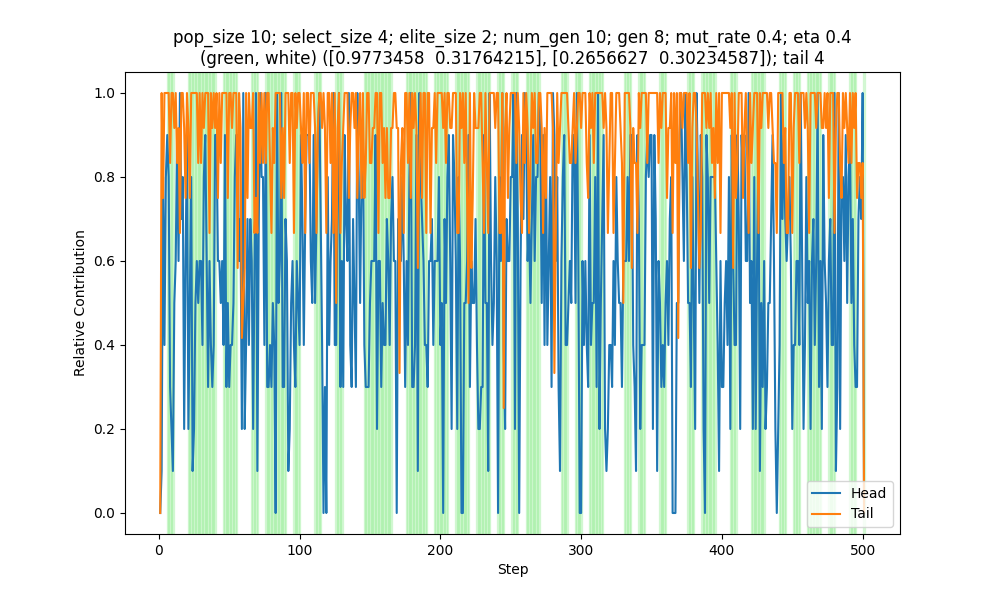 pop_size 10; select_size 4; elite_size 2; num_gen 10; gen 8; mut_rate 0.4; eta 0.4
(green, white) ([0.9773458  0.31764215], [0.2656627  0.30234587]); tail 4
Relative Contribution
1.0
0.8
0.6
0.4
0.2
0.0
Head
Tail
0
100
200
300
400
500
Step